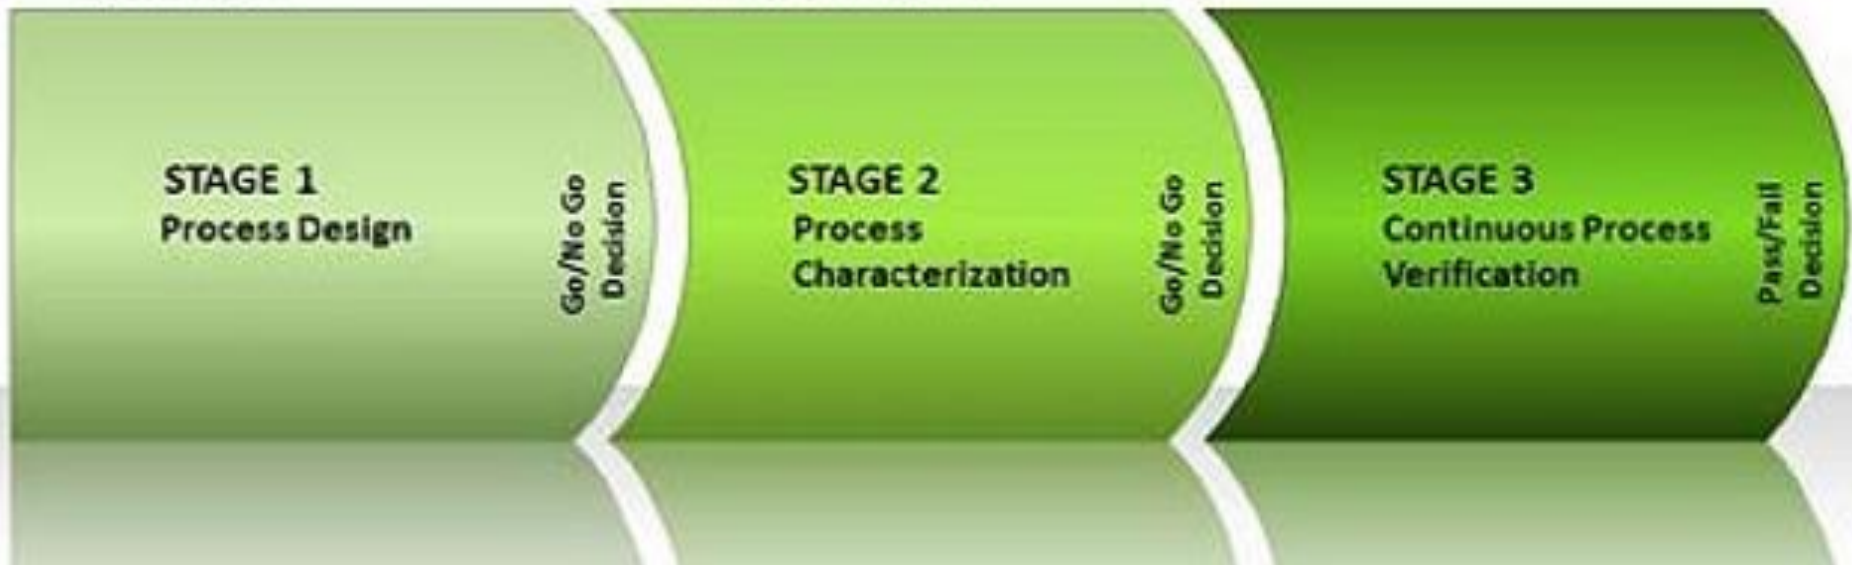 STAGE 1
Process Design
Go/No Go
Decision
STAGE 2
Process
Characterization
Go/No Go
Decision
STAGE 3
Continuous Process
Verification
Pass/Fail
Decision